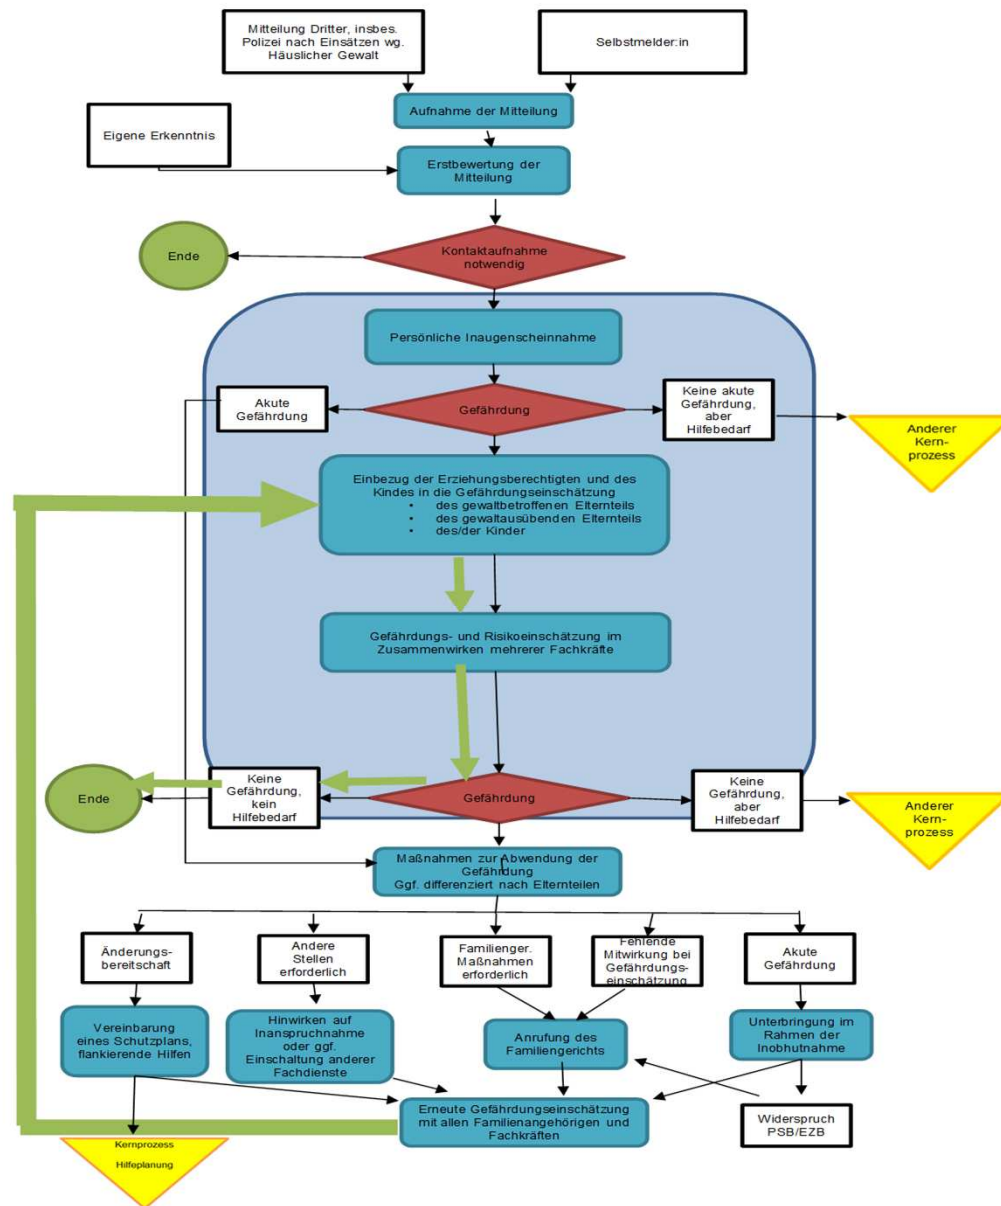 Mitteilung Dritter, insbes.
Polizei nach Einsätzen wg.
Häuslicher Gewalt
Selbstmelder:in
Aufnahme der Mitteilung
Eigene Erkenntnis
Erstbewertung der
Mitteilung
Ende
Kontaktaufnahme
notwendig
Persönliche Inaugenscheinnahme
Akute
Gefährdung
Gefährdung
Keine akute
Gefährdung,
aber
Hilfebedarf
Anderer
Kern-
prozess
Einbezug der Erziehungsberechtigten und des
Kindes in die Gefährdungseinschätzung
• des gewaltbetroffenen Elternteils
• des gewaltausübenden Elternteils
• des/der Kinder
Gefährdungs- und Risikoeinschätzung im
Zusammenwirken mehrerer Fachkräfte
Ende
Keine
Gefährdung,
kein
Hilfebedarf
Gefährdung
Keine
Gefährdung,
aber
Hilfebedarf
Anderer
Kern-
prozess
Maßnahmen zur Abwendung der
Gefährdung
Ggf. differenziert nach Elternteilen
Änderungs-
bereitschaft
Andere
Stellen
erforderlich
Familienger.
Maßnahmen
erforderlich
Fehlende
Mitwirkung bei
Gefährdungs-
einschätzung
Akute
Gefährdung
Vereinbarung
eines Schutzplans,
flankierende Hilfen
Hinwirken auf
Inanspruchnahme
oder ggf.
Einschaltung anderer
Fachdienste
Anrufung des
Familiengerichts
Unterbringung im
Rahmen der
Inobhutnahme
Erneute Gefährdungseinschätzung
mit allen Familienangehörigen und
Fachkräften
Widerspruch
PSB/EZB
Kernprozess
Hilfeplanung